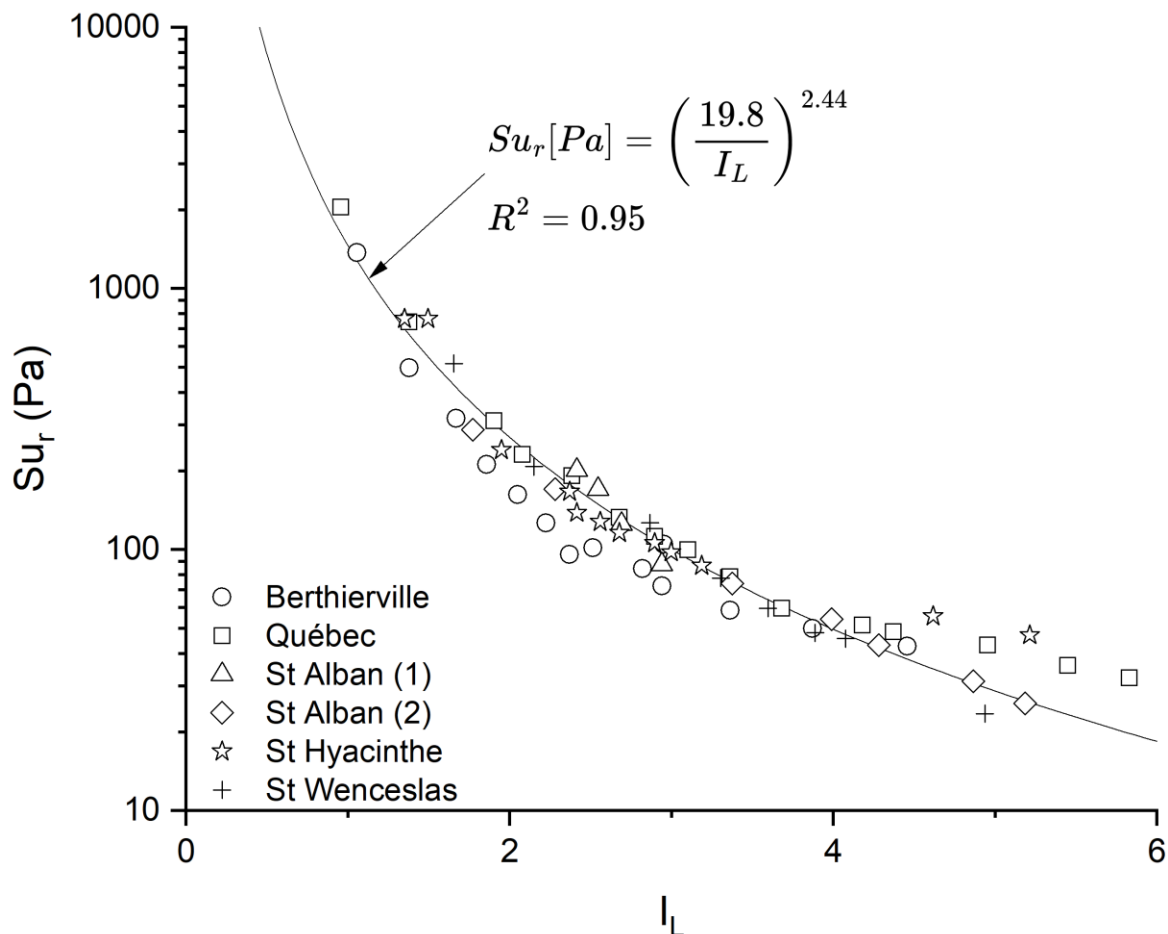 10000
Su_r[Pa] = (19.8/I_L)^2.44
R^2 = 0.95
1000
Su_r (Pa)
100
Berthierville
Québec
St Alban (1)
St Alban (2)
St Hyacinthe
St Wenceslas
10
0 2 4 6
I_L